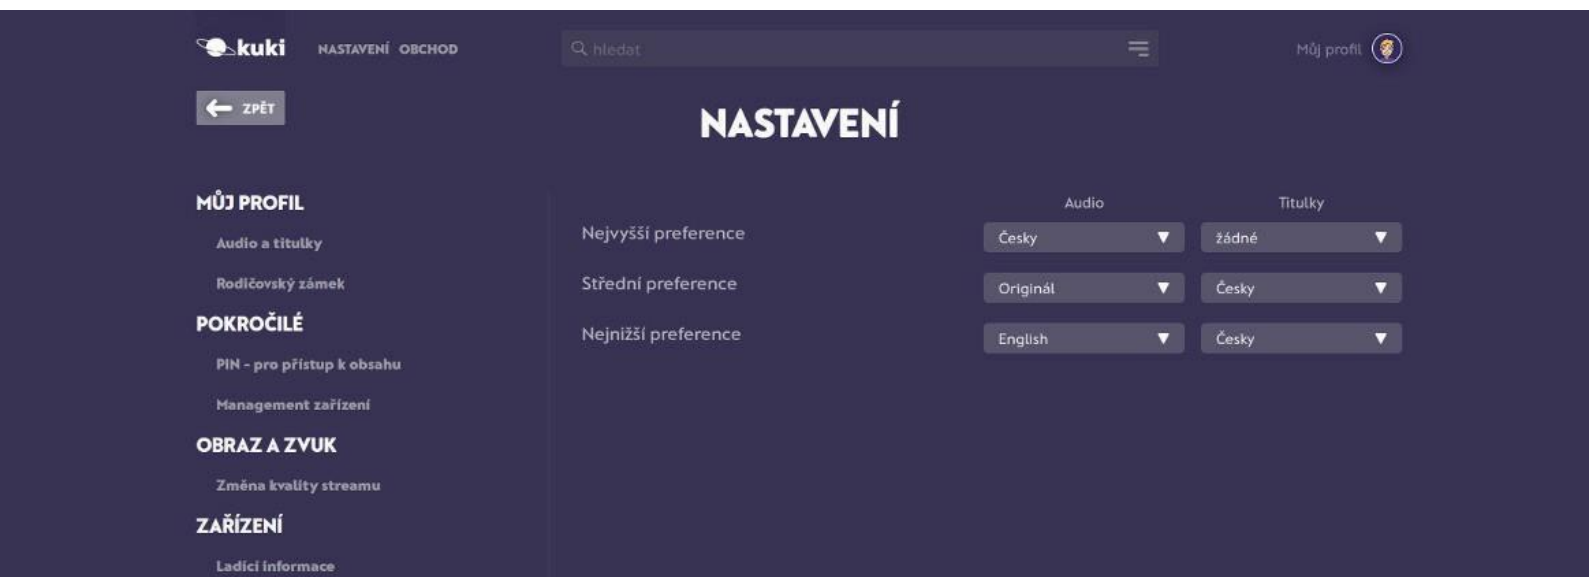 kuki NASTAVENÍ OBCHOD hledat Můj profil
ZPĚT
NASTAVENÍ
MŮJ PROFIL
Audio a titulky
Rodičovský zámek
POKROČILÉ
PIN - pro přístup k obsahu
Management zařízení
OBRAZ A ZVUK
Změna kvality streamu
ZAŘÍZENÍ
Ladící informace
Audio Titulky
Nejvyšší preference Česky žádné
Střední preference Originál Česky
Nejnižší preference English Česky